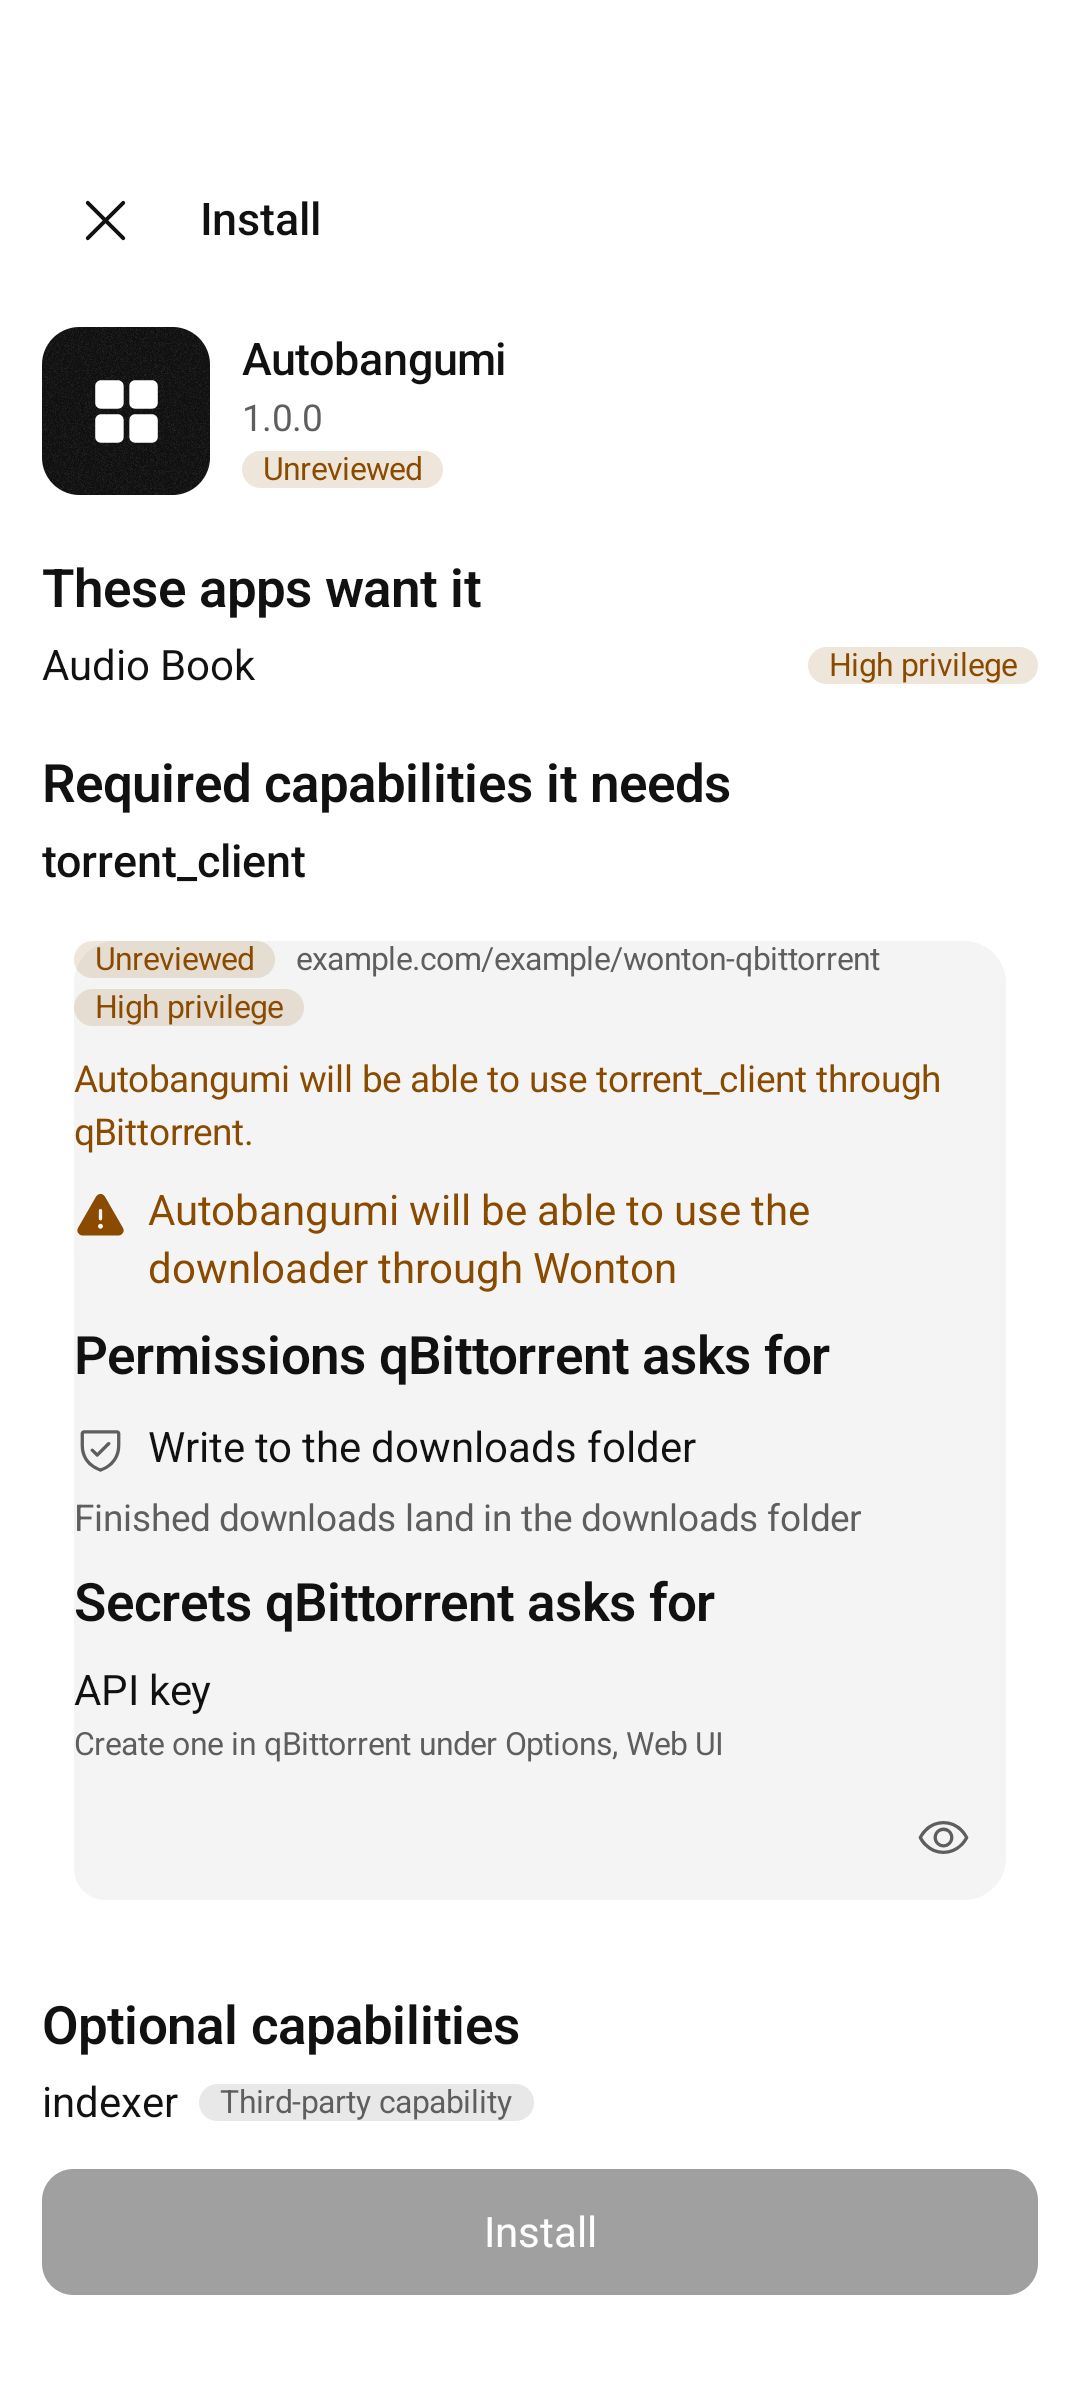 Install
Autobangumi
1.0.0
Unreviewed
These apps want it
Audio Book
High privilege
Required capabilities it needs
torrent_client
Unreviewed example.com/example/wonton-qbittorrent
High privilege
Autobangumi will be able to use torrent_client through
qBittorrent.
Autobangumi will be able to use the
downloader through Wonton
Permissions qBittorrent asks for
Write to the downloads folder
Finished downloads land in the downloads folder
Secrets qBittorrent asks for
API key
Create one in qBittorrent under Options, Web UI
Optional capabilities
indexer Third-party capability
Install